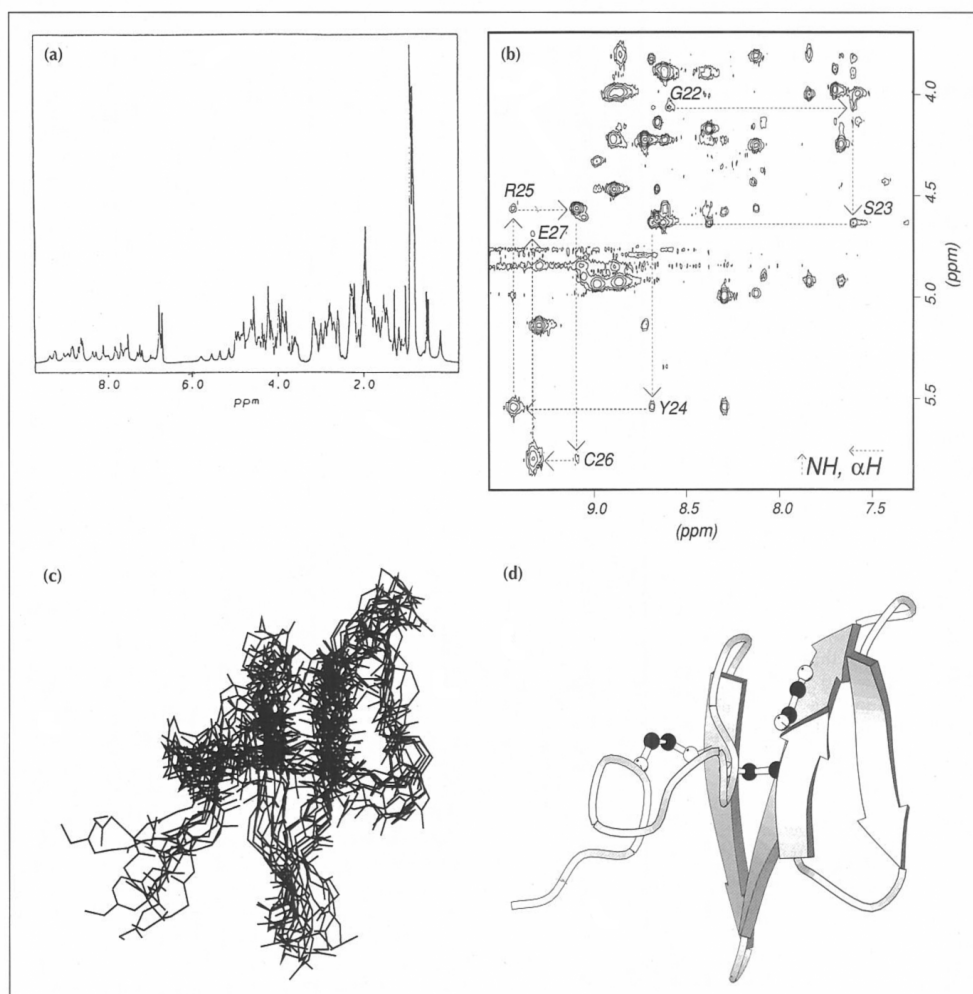 (a)
8.0 6.0 4.0 2.0
ppm
(b)
G22
R25
E27
S23
Y24
C26
NH, αH
4.0
4.5
5.0
5.5
(ppm)
9.0 8.5 8.0 7.5
(ppm)
(c)
(d)